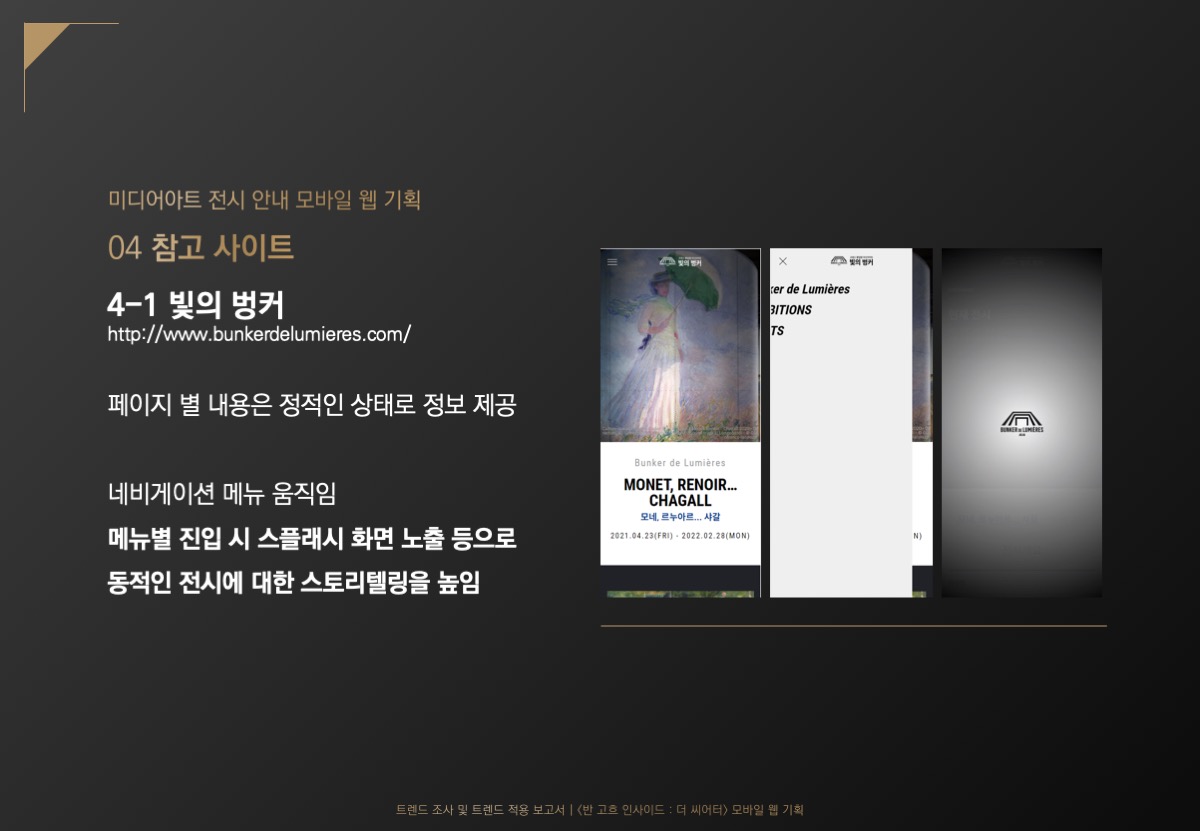 미디어아트 전시 안내 모바일 웹 기획
04 참고 사이트
4-1 빛의 벙커
http://www.bunkerdelumieres.com/
페이지 별 내용은 정적인 상태로 정보 제공
네비게이션 메뉴 움직임
메뉴별 진입 시 스플래시 화면 노출 등으로
동적인 전시에 대한 스토리텔링을 높임
빛의 벙커
Bunker de Lumières
MONET, RENOIR...
CHAGALL
모네, 르누아르... 샤갈
2021.04.23(FRI) - 2022.02.28(MON)
빛의 벙커
ker de Lumières
BITIONS
TS
N)
BUNKER DE LUMIÈRES
트렌드 조사 및 트렌드 적용 보고서 | <반 고흐 인사이드 : 더 씨어터> 모바일 웹 기획